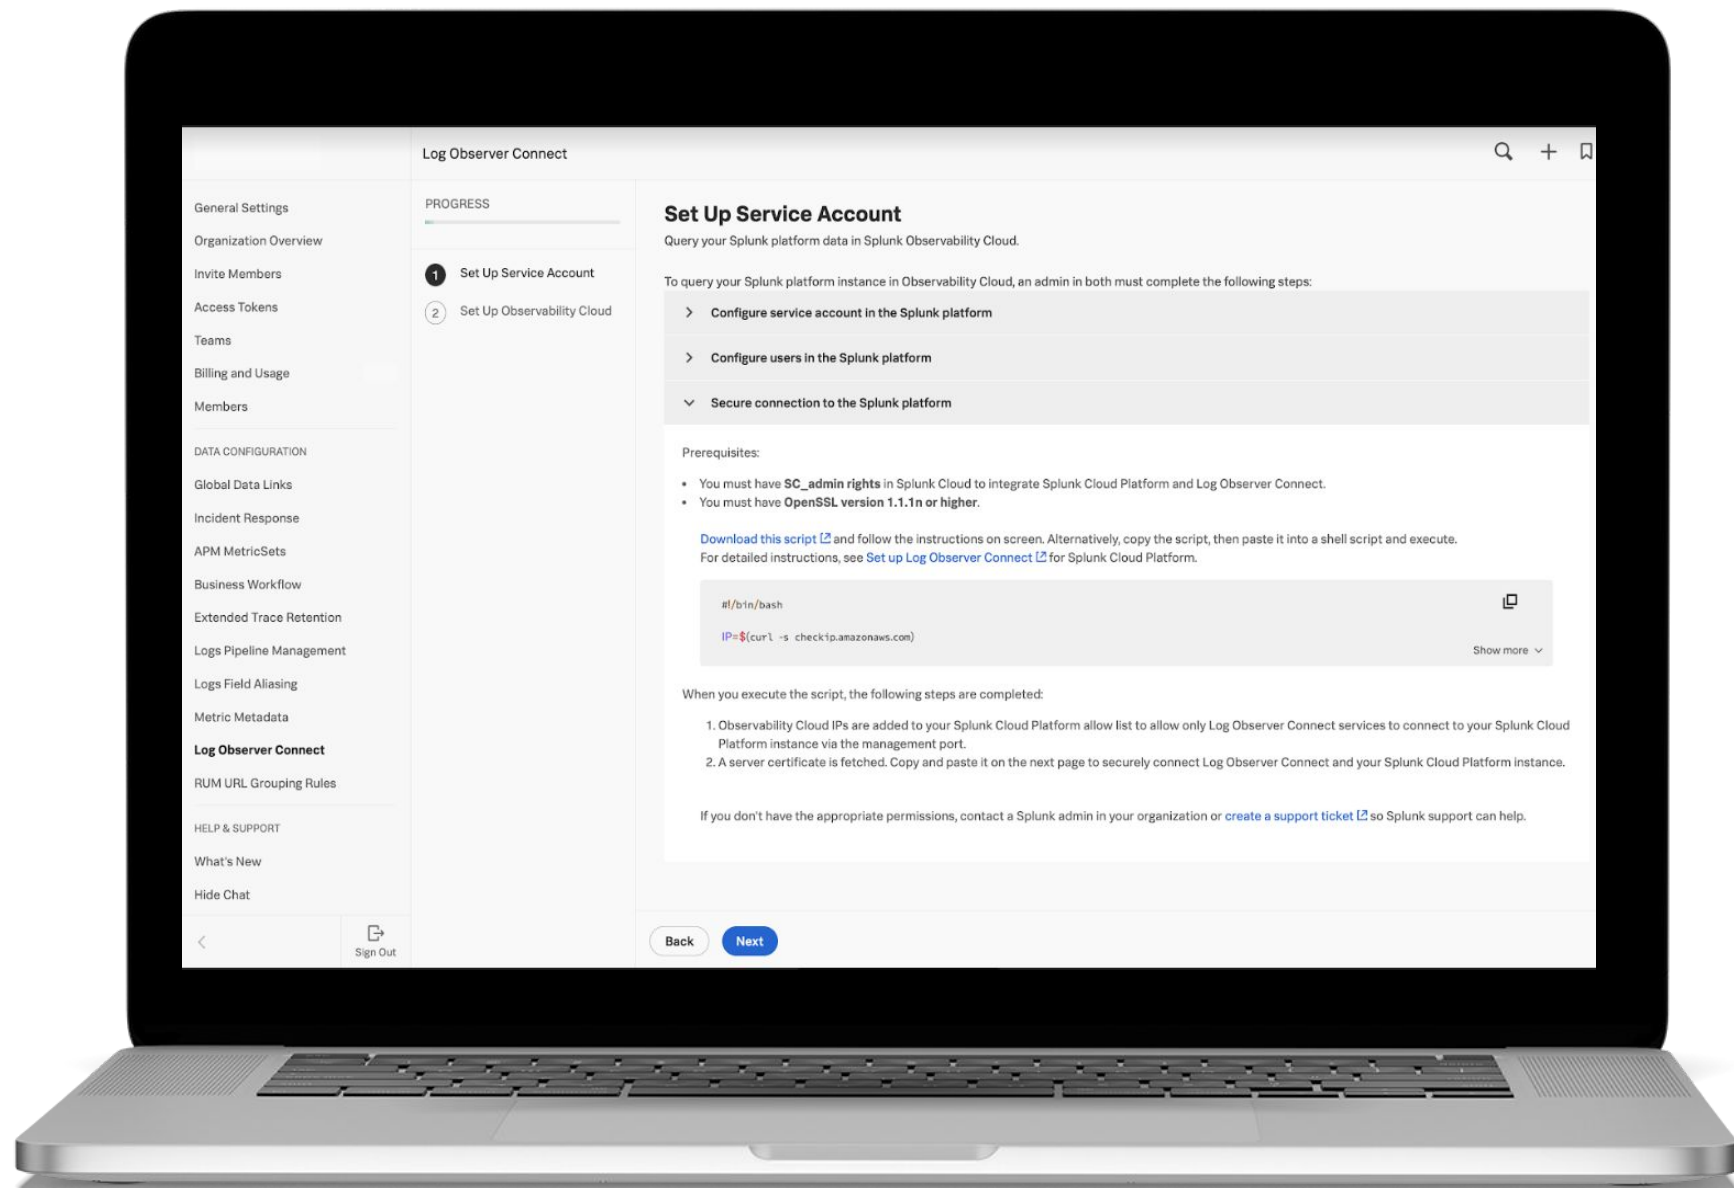 Log Observer Connect
General Settings
Organization Overview
Invite Members
Access Tokens
Teams
Billing and Usage
Members
DATA CONFIGURATION
Global Data Links
Incident Response
APM MetricSets
Business Workflow
Extended Trace Retention
Logs Pipeline Management
Logs Field Aliasing
Metric Metadata
Log Observer Connect
RUM URL Grouping Rules
HELP & SUPPORT
What's New
Hide Chat
Sign Out
PROGRESS
1 Set Up Service Account
2 Set Up Observability Cloud
Set Up Service Account
Query your Splunk platform data in Splunk Observability Cloud.
To query your Splunk platform instance in Observability Cloud, an admin in both must complete the following steps:
Configure service account in the Splunk platform
Configure users in the Splunk platform
Secure connection to the Splunk platform
Prerequisites:
• You must have SC_admin rights in Splunk Cloud to integrate Splunk Cloud Platform and Log Observer Connect.
• You must have OpenSSL version 1.1.1n or higher.
Download this script and follow the instructions on screen. Alternatively, copy the script, then paste it into a shell script and execute.
For detailed instructions, see Set up Log Observer Connect for Splunk Cloud Platform.
#!/bin/bash
IP=$(curl -s checkip.amazonaws.com)
Show more
When you execute the script, the following steps are completed:
1. Observability Cloud IPs are added to your Splunk Cloud Platform allow list to allow only Log Observer Connect services to connect to your Splunk Cloud
Platform instance via the management port.
2. A server certificate is fetched. Copy and paste it on the next page to securely connect Log Observer Connect and your Splunk Cloud Platform instance.
If you don't have the appropriate permissions, contact a Splunk admin in your organization or create a support ticket so Splunk support can help.
Back
Next